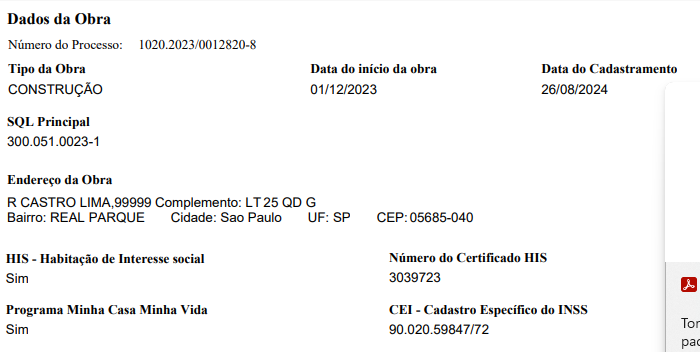 Dados da Obra
Número do Processo: 1020.2023/0012820-8
Tipo da Obra Data do início da obra Data do Cadastramento
CONSTRUÇÃO 01/12/2023 26/08/2024
SQL Principal
300.051.0023-1
Endereço da Obra
R CASTRO LIMA,99999 Complemento: LT 25 QD G
Bairro: REAL PARQUE Cidade: Sao Paulo UF: SP CEP: 05685-040
HIS - Habitação de Interesse social Número do Certificado HIS
Sim 3039723
Programa Minha Casa Minha Vida CEI - Cadastro Específico do INSS
Sim 90.020.59847/72